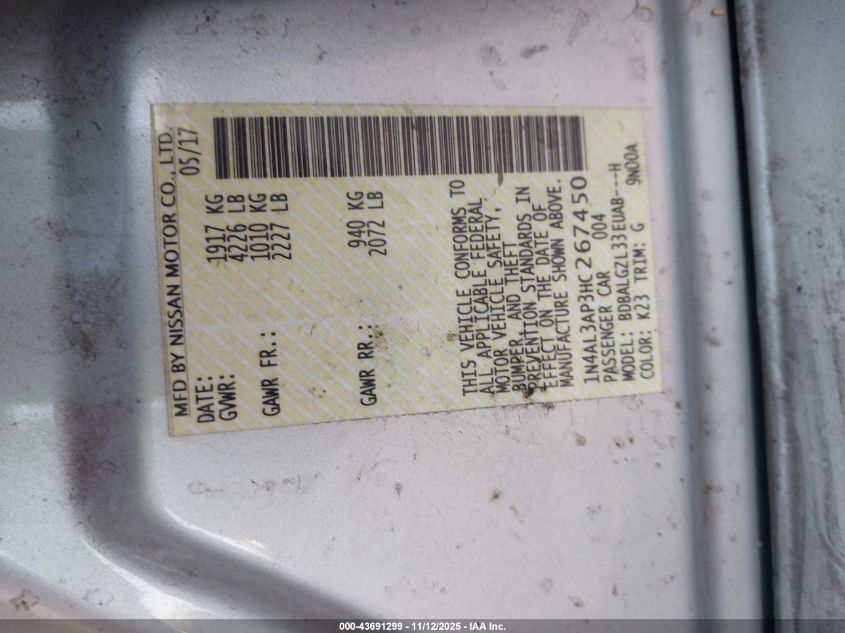 MFD BY NISSAN MOTOR CO., LTD.
DATE: 05/17
GVWR: 1917 KG
4226 LB
GAWR FR.: 1010 KG
2227 LB
GAWR RR.: 940 KG
2072 LB
THIS VEHICLE CONFORMS TO
ALL APPLICABLE FEDERAL
MOTOR VEHICLE SAFETY,
BUMPER, AND THEFT
PREVENTION STANDARDS IN
EFFECT ON THE DATE OF
MANUFACTURE SHOWN ABOVE.
1N4AL3AP3HC267450
PASSENGER CAR 004
MODEL: BDBALGZL33EUAB---H
COLOR: K23 TRIM: G 9N00A
000-43691299 - 11/12/2025 - IAA Inc.